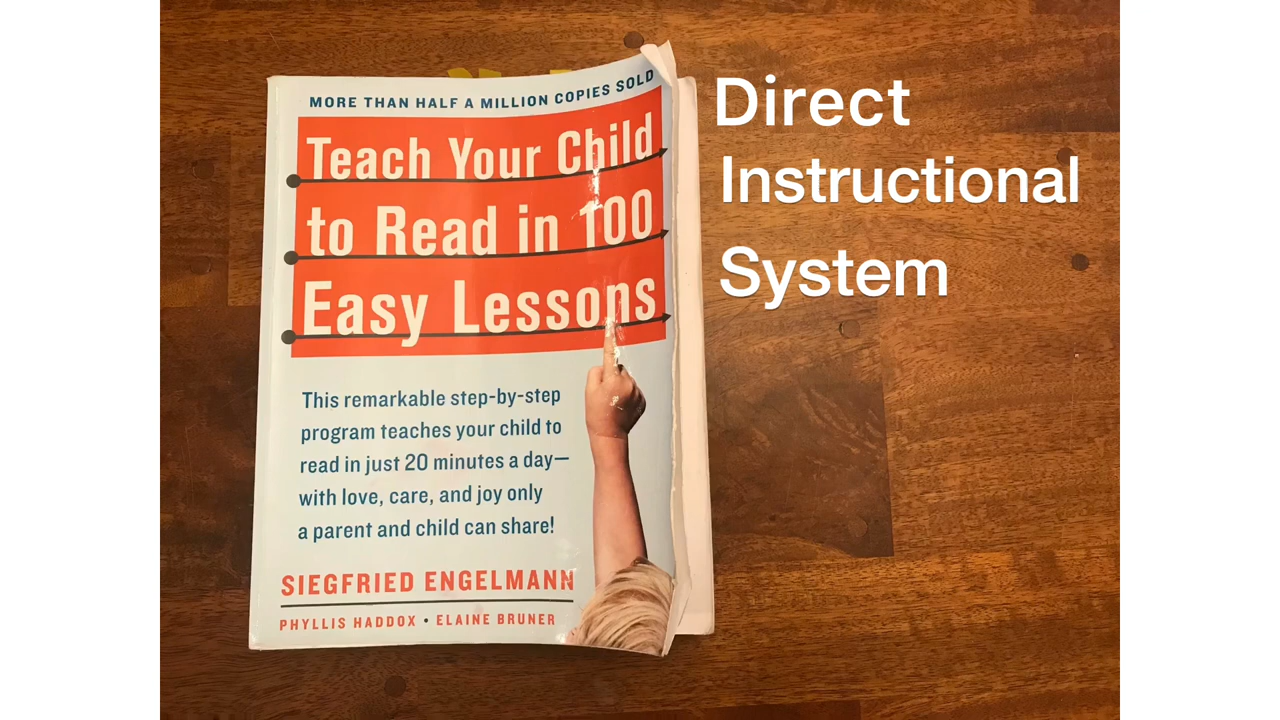 MORE THAN HALF A MILLION COPIES SOLD
Teach Your Child
to Read in 100
Easy Lessons
This remarkable step-by-step
program teaches your child to
read in just 20 minutes a day—
with love, care, and joy only
a parent and child can share!
SIEGFRIED ENGELMANN
PHYLLIS HADDOX • ELAINE BRUNER
Direct
Instructional
System